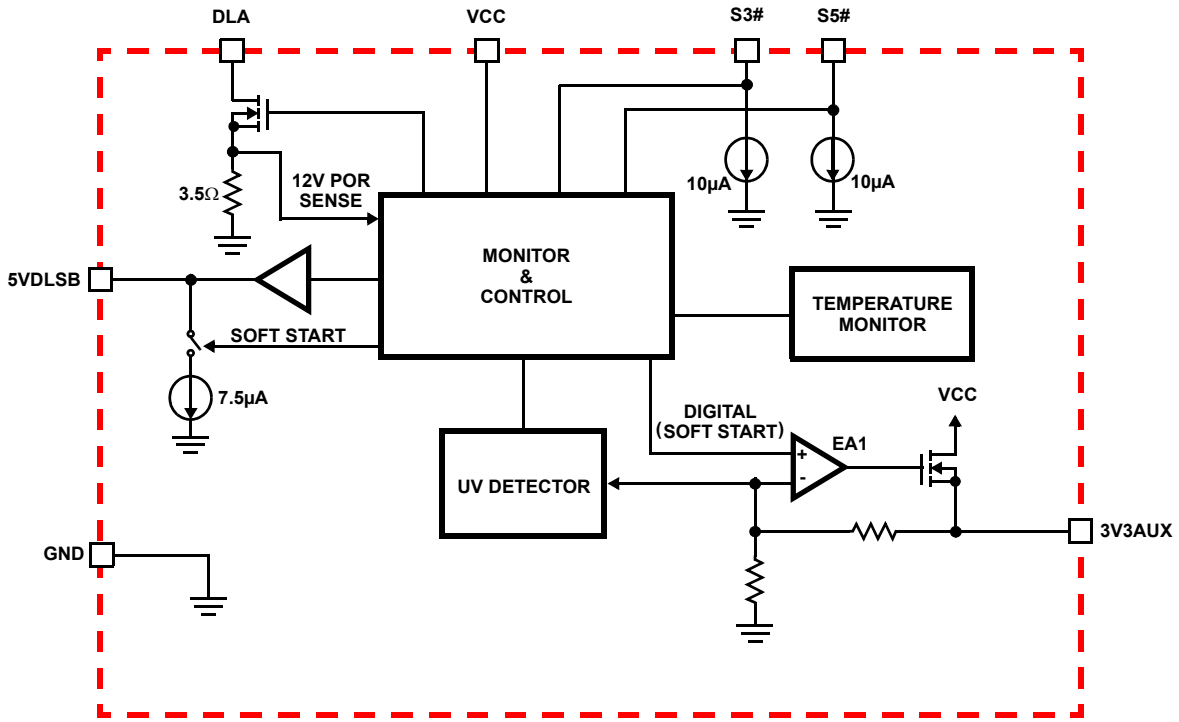 DLA
VCC
S3#
S5#
3.5Ω
12V POR
SENSE
10µA
10µA
MONITOR
&
CONTROL
5VDLSB
TEMPERATURE
MONITOR
SOFT START
7.5µA
VCC
DIGITAL
(SOFT START)
EA1
+
-
UV DETECTOR
3V3AUX
GND